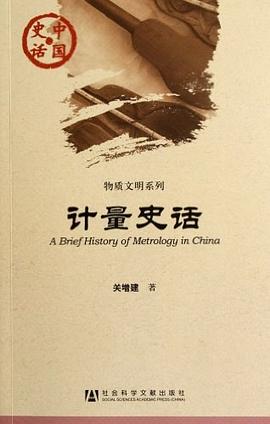 中国
史话
物质文明系列
计量史话
A Brief History of Metrology in China
关增建 著
社会科学文献出版社
SOCIAL SCIENCES ACADEMIC PRESS (CHINA)